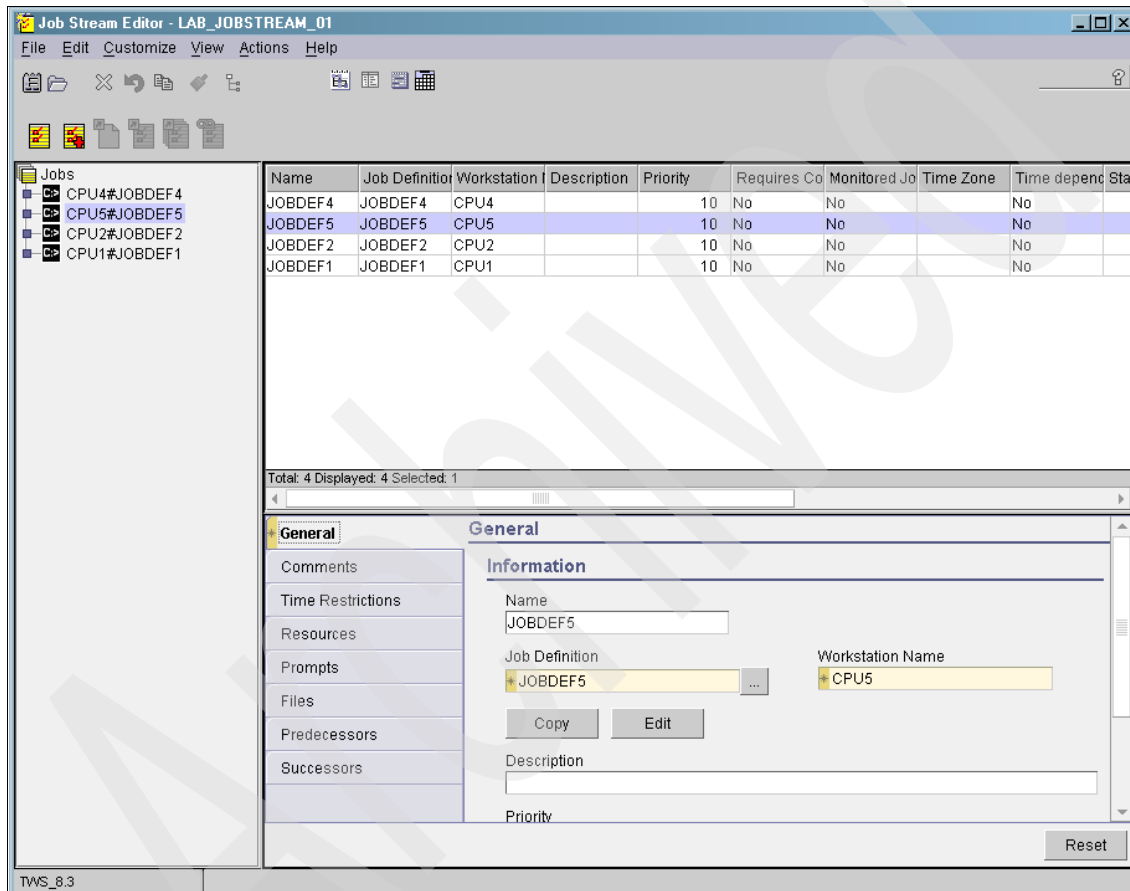 Job Stream Editor - LAB_JOBSTREAM_01
File Edit Customize View Actions Help
Jobs
CPU4#JOBDEF4
CPU5#JOBDEF5
CPU2#JOBDEF2
CPU1#JOBDEF1
Name Job Definition Workstation Description Priority Requires Co Monitored Jo Time Zone Time depend Sta
JOBDEF4 JOBDEF4 CPU4 10 No No No
JOBDEF5 JOBDEF5 CPU5 10 No No No
JOBDEF2 JOBDEF2 CPU2 10 No No No
JOBDEF1 JOBDEF1 CPU1 10 No No No
Total: 4 Displayed: 4 Selected: 1
General
Comments
Time Restrictions
Resources
Prompts
Files
Predecessors
Successors
General
Information
Name
JOBDEF5
Job Definition Workstation Name
JOBDEF5 ... CPU5
Copy Edit
Description
Priority
Reset
TWS_8.3
Archived